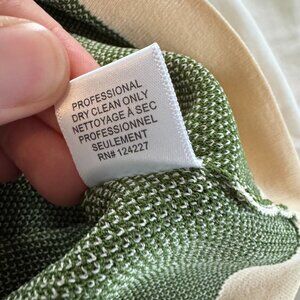 PROFESSIONAL
DRY CLEAN ONLY
NETTOYAGE À SEC
PROFESSIONNEL
SEULEMENT
RN# 124227